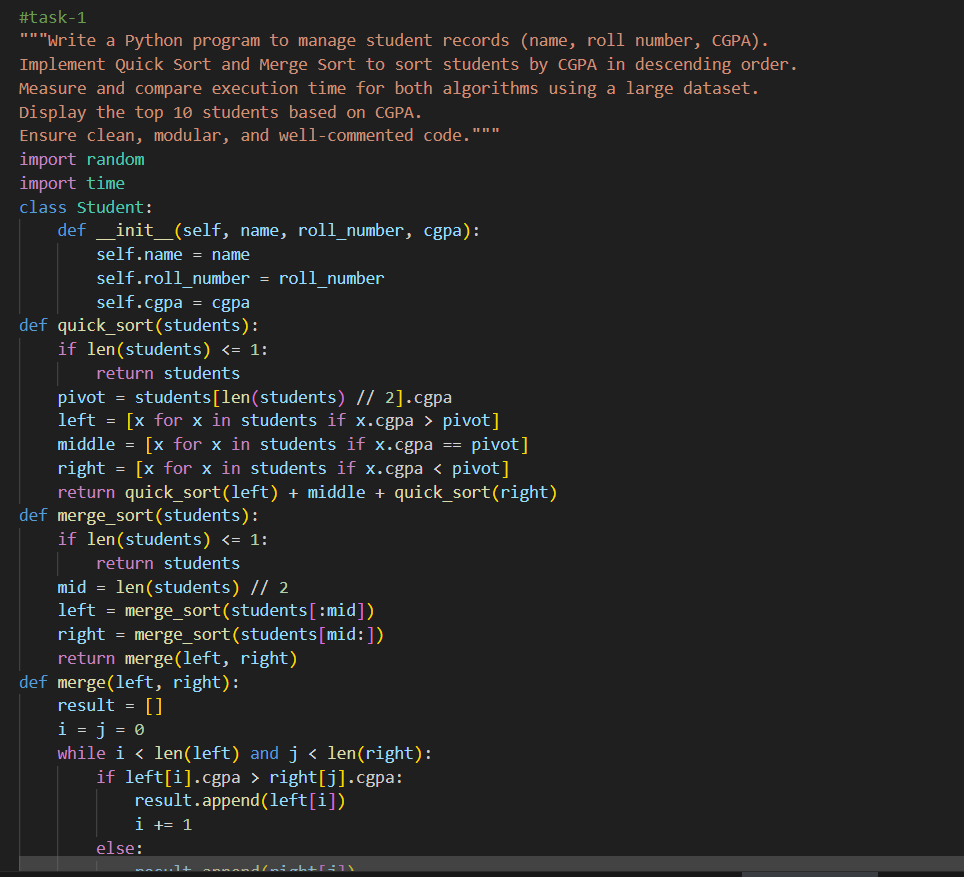 #task-1
"""Write a Python program to manage student records (name, roll number, CGPA).
Implement Quick Sort and Merge Sort to sort students by CGPA in descending order.
Measure and compare execution time for both algorithms using a large dataset.
Display the top 10 students based on CGPA.
Ensure clean, modular, and well-commented code."""
import random
import time
class Student:
    def __init__(self, name, roll_number, cgpa):
        self.name = name
        self.roll_number = roll_number
        self.cgpa = cgpa
def quick_sort(students):
    if len(students) <= 1:
        return students
    pivot = students[len(students) // 2].cgpa
    left = [x for x in students if x.cgpa > pivot]
    middle = [x for x in students if x.cgpa == pivot]
    right = [x for x in students if x.cgpa < pivot]
    return quick_sort(left) + middle + quick_sort(right)
def merge_sort(students):
    if len(students) <= 1:
        return students
    mid = len(students) // 2
    left = merge_sort(students[:mid])
    right = merge_sort(students[mid:])
    return merge(left, right)
def merge(left, right):
    result = []
    i = j = 0
    while i < len(left) and j < len(right):
        if left[i].cgpa > right[j].cgpa:
            result.append(left[i])
            i += 1
        else:
            result.append(right[j])